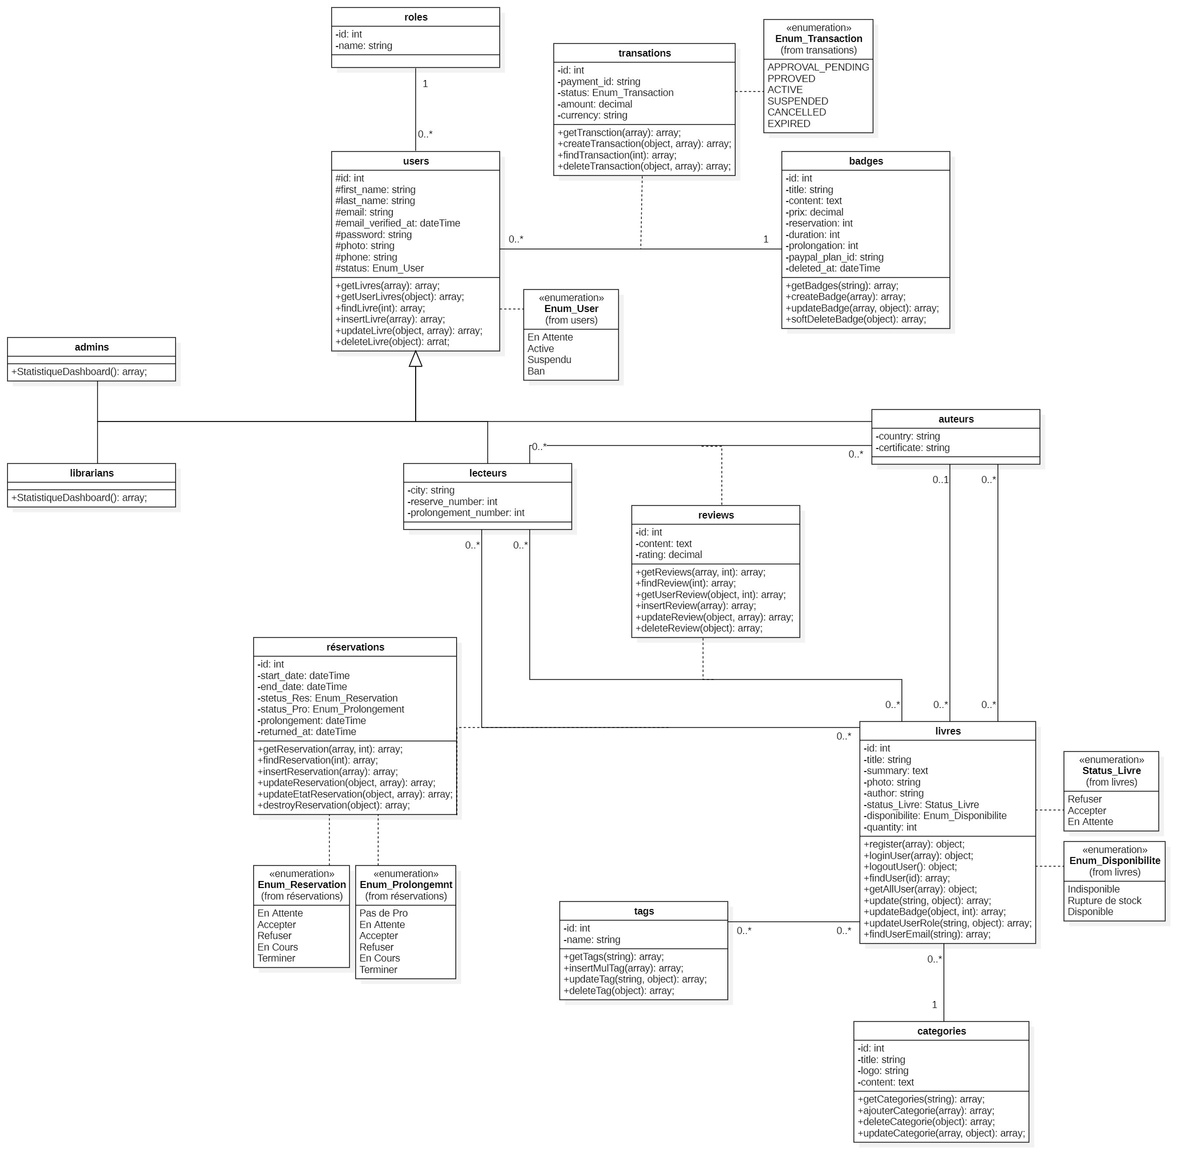 roles
-id: int
-name: string
1
0..*
transations
-id: int
-payment_id: string
-status: Enum_Transaction
-amount: decimal
-currency: string
+getTransction(array): array;
+createTransaction(object, array): array;
+findTransaction(int): array;
+deleteTransaction(object, array): array;
«enumeration»
Enum_Transaction
(from transations)
APPROVAL_PENDING
PPROVED
ACTIVE
SUSPENDED
CANCELLED
EXPIRED
users
#id: int
#first_name: string
#last_name: string
#email: string
#email_verified_at: dateTime
#password: string
#photo: string
#phone: string
#status: Enum_User
+getLivres(array): array;
+getUserLivres(object): array;
+findLivre(int): array;
+insertLivre(array): array;
+updateLivre(object, array): array;
+deleteLivre(object): arrat;
0..*
1
badges
-id: int
-title: string
-content: text
-prix: decimal
-reservation: int
-duration: int
-prolongation: int
-paypal_plan_id: string
-deleted_at: dateTime
+getBadges(string): array;
+createBadge(array): array;
+updateBadge(array, object): array;
+softDeleteBadge(object): array;
«enumeration»
Enum_User
(from users)
En Attente
Active
Suspendu
Ban
admins
+StatistiqueDashboard(): array;
librarians
+StatistiqueDashboard(): array;
lecteurs
-city: string
-reserve_number: int
-prolongement_number: int
0..*
0..*
auteurs
-country: string
-certificate: string
0..*
0..*
0..1
0..*
reviews
-id: int
-content: text
-rating: decimal
+getReviews(array, int): array;
+findReview(int): array;
+getUserReview(object, int): array;
+insertReview(array): array;
+updateReview(object, array): array;
+deleteReview(object): array;
réservations
-id: int
-start_date: dateTime
-end_date: dateTime
-stetus_Res: Enum_Reservation
-status_Pro: Enum_Prolongement
-prolongement: dateTime
-returned_at: dateTime
+getReservation(array, int): array;
+findReservation(int): array;
+insertReservation(array): array;
+updateReservation(object, array): array;
+updateEtatReservation(object, array): array;
+destroyReservation(object): array;
«enumeration»
Enum_Reservation
(from réservations)
En Attente
Accepter
Refuser
En Cours
Terminer
«enumeration»
Enum_Prolongemnt
(from réservations)
Pas de Pro
En Attente
Accepter
Refuser
En Cours
Terminer
0..*
0..*
0..*
0..*
livres
-id: int
-title: string
-summary: text
-photo: string
-author: string
-status_Livre: Status_Livre
-disponibilite: Enum_Disponibilite
-quantity: int
+register(array): object;
+loginUser(array): object;
+logoutUser(): object;
+findUser(id): array;
+getAllUser(array): object;
+update(string, object): array;
+updateBadge(object, int): array;
+updateUserRole(string, object): array;
+findUserEmail(string): array;
«enumeration»
Status_Livre
(from livres)
Refuser
Accepter
En Attente
«enumeration»
Enum_Disponibilite
(from livres)
Indisponible
Rupture de stock
Disponible
tags
-id: int
-name: string
+getTags(string): array;
+insertMulTag(array): array;
+updateTag(string, object): array;
+deleteTag(object): array;
0..*
0..*
0..*
1
categories
-id: int
-title: string
-logo: string
-content: text
+getCategories(string): array;
+ajouterCategorie(array): array;
+deleteCategorie(object): array;
+updateCategorie(array, object): array;